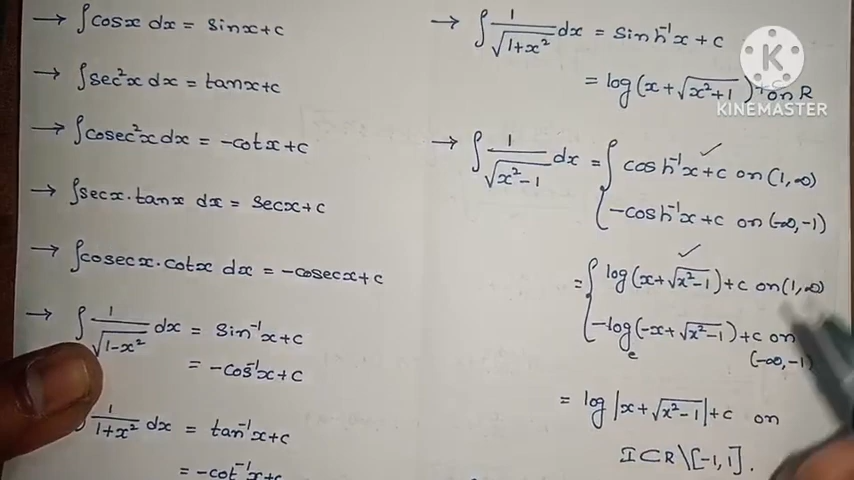 → ∫cosx dx = sinx+c
→ ∫sec²x dx = tanx+c
→ ∫cosec²x dx = -cotx+c
→ ∫secx.tanx dx = secx+c
→ ∫cosecx.cotx dx = -cosecx+c
→ ∫ 1/√(1-x²) dx = sin⁻¹x+c
= -cos⁻¹x+c
∫ 1/(1+x²) dx = tan⁻¹x+c
= -cot⁻¹x+c
→ ∫ 1/√(1+x²) dx = sinh⁻¹x + c
= log(x+√(x²+1))+c on R
→ ∫ 1/√(x²-1) dx = { cosh⁻¹x+c on (1,∞) ✓
-cosh⁻¹x+c on (-∞,-1)
= { log(x+√(x²-1))+c on (1,∞) ✓
-logₑ(-x+√(x²-1))+c on
(-∞,-1)
= log|x+√(x²-1)|+c on
I⊂R\[-1,1].
K
KINEMASTER